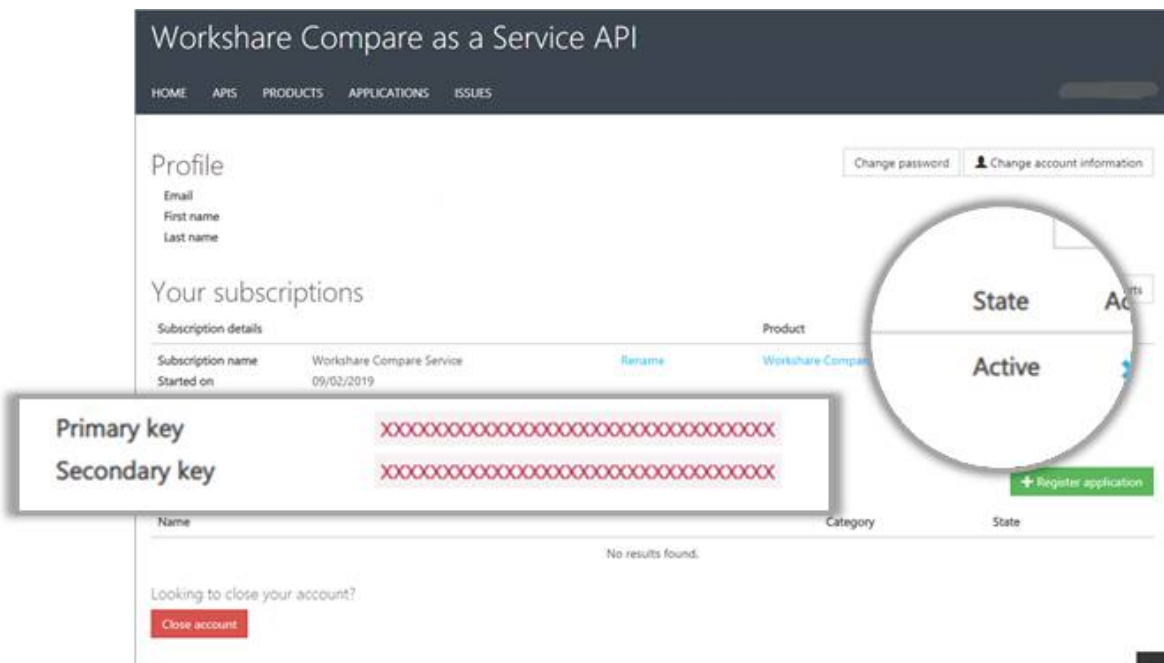 Workshare Compare as a Service API
HOME APIS PRODUCTS APPLICATIONS ISSUES
Profile
Change password Change account information
Email
First name
Last name
Your subscriptions
Subscription details Product State
Subscription name Workshare Compare Service Rename Workshare Active
Started on 09/02/2019
Primary key XXXXXXXXXXXXXXXXXXXXXXXXXXXXXXXX
Secondary key XXXXXXXXXXXXXXXXXXXXXXXXXXXXXXXX
Register application
Name Category State
No results found.
Looking to close your account?
Close account